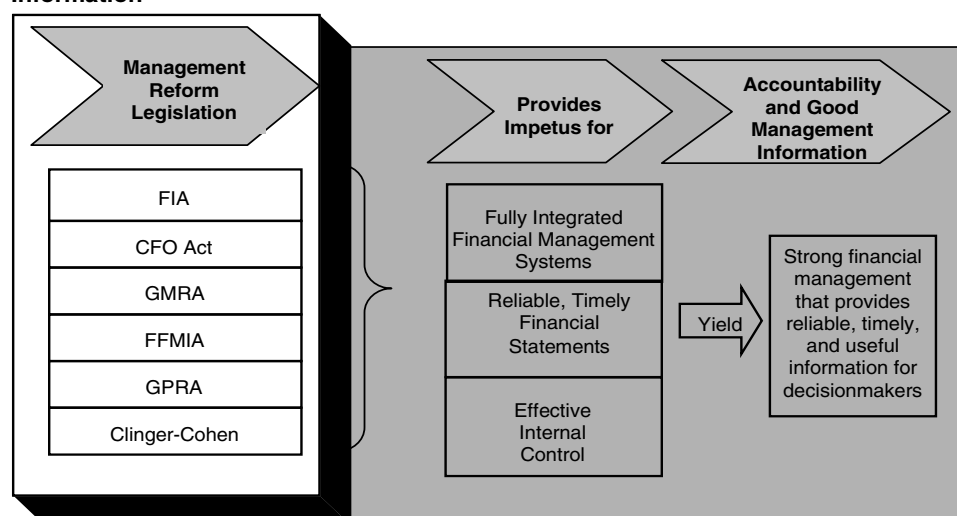 Information
Management
Reform
Legislation
FIA
CFO Act
GMRA
FFMIA
GPRA
Clinger-Cohen
Provides
Impetus for
Fully Integrated
Financial Management
Systems
Reliable, Timely
Financial
Statements
Effective
Internal
Control
Yield
Accountability
and Good
Management
Information
Strong financial
management
that provides
reliable, timely,
and useful
information for
decisionmakers